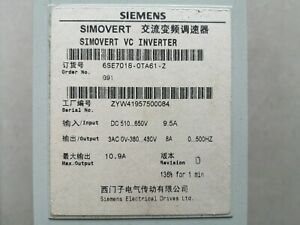 SIEMENS
SIMOVERT 交流变频调速器
SIMOVERT VC INVERTER
订货号 6SE7016-0TA61-Z
Order No.
G91
工厂编号 ZYW41957500084
Serial No.
输入/Input DC 510...650V 9.5A
输出/Output 3AC 0V-380...480V 8A 0...500HZ
最大输出 10.9A 版本
Max.Output Revision D
136% for 1 min
西门子电气传动有限公司
Siemens Electrical Drives Ltd.